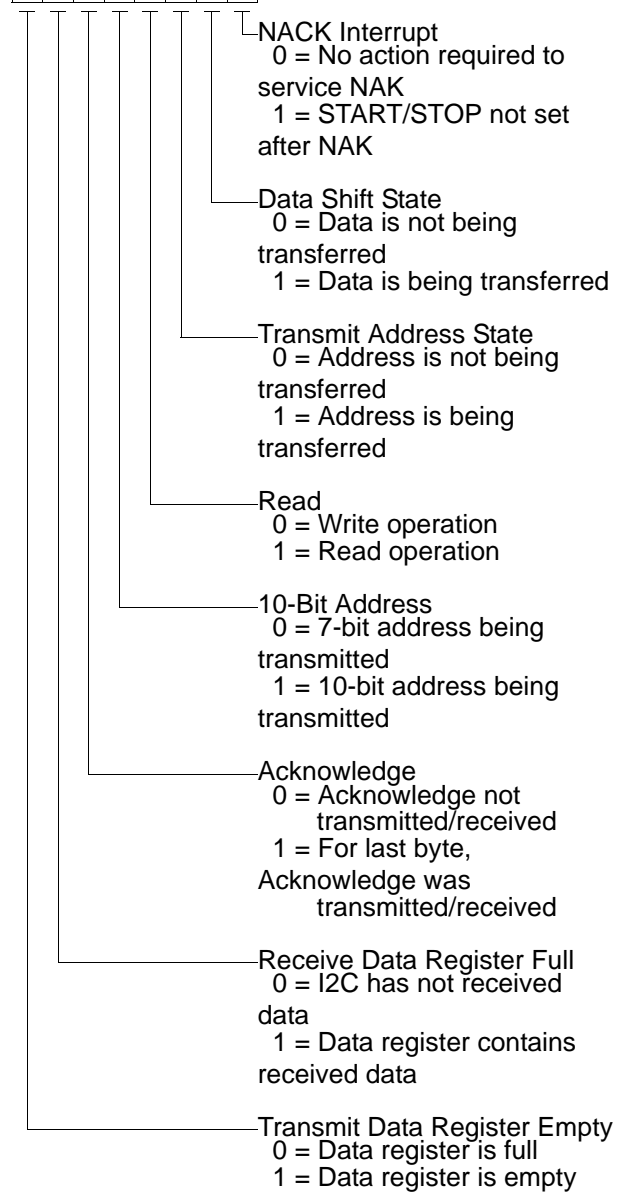 NACK Interrupt
0 = No action required to
service NAK
1 = START/STOP not set
after NAK
Data Shift State
0 = Data is not being
transferred
1 = Data is being transferred
Transmit Address State
0 = Address is not being
transferred
1 = Address is being
transferred
Read
0 = Write operation
1 = Read operation
10-Bit Address
0 = 7-bit address being
transmitted
1 = 10-bit address being
transmitted
Acknowledge
0 = Acknowledge not
transmitted/received
1 = For last byte,
Acknowledge was
transmitted/received
Receive Data Register Full
0 = I2C has not received
data
1 = Data register contains
received data
Transmit Data Register Empty
0 = Data register is full
1 = Data register is empty